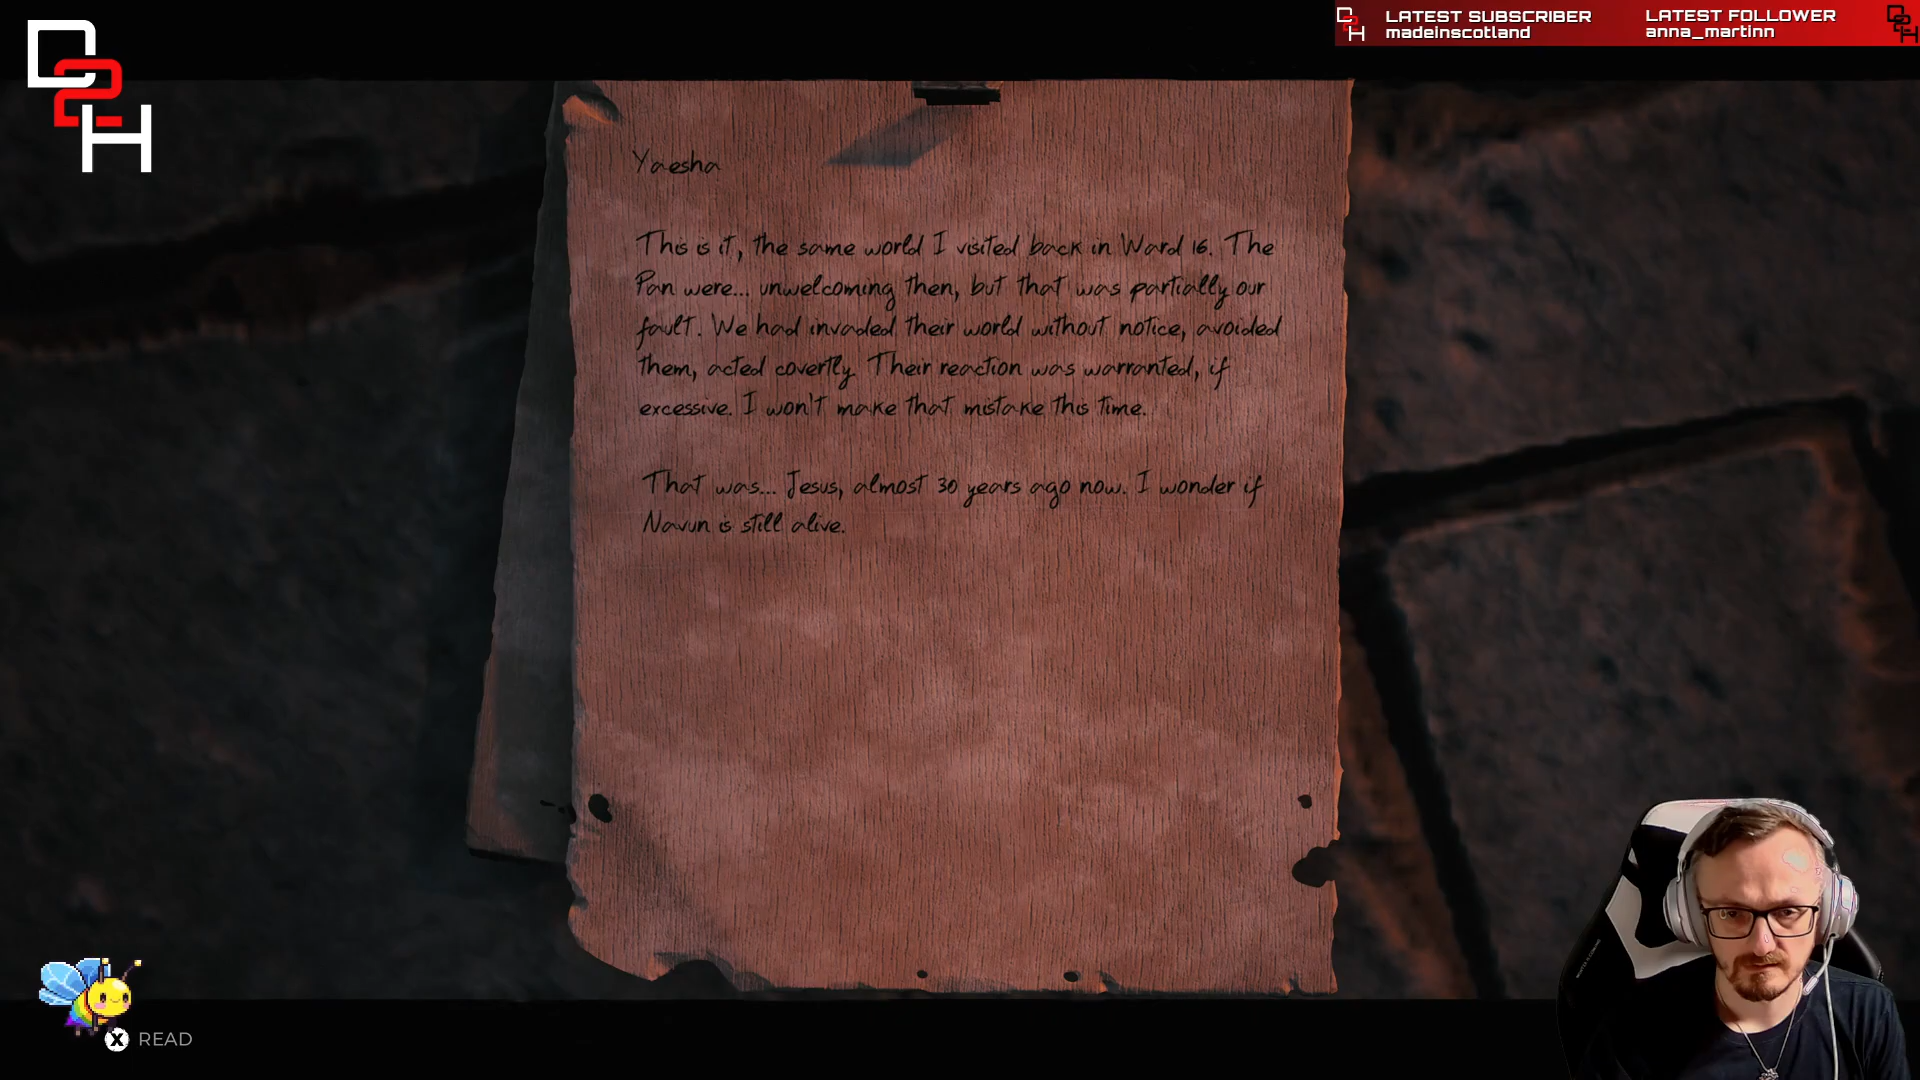 D2H
LATEST SUBSCRIBER
madeinscotland
LATEST FOLLOWER
anna_martinn
Yaesha
This is it, the same world I visited back in Ward 16. The
Pan were... unwelcoming then, but that was partially our
fault. We had invaded their world without notice, avoided
them, acted covertly. Their reaction was warranted, if
excessive. I won't make that mistake this time.
That was... Jesus, almost 30 years ago now. I wonder if
Navun is still alive.
X READ